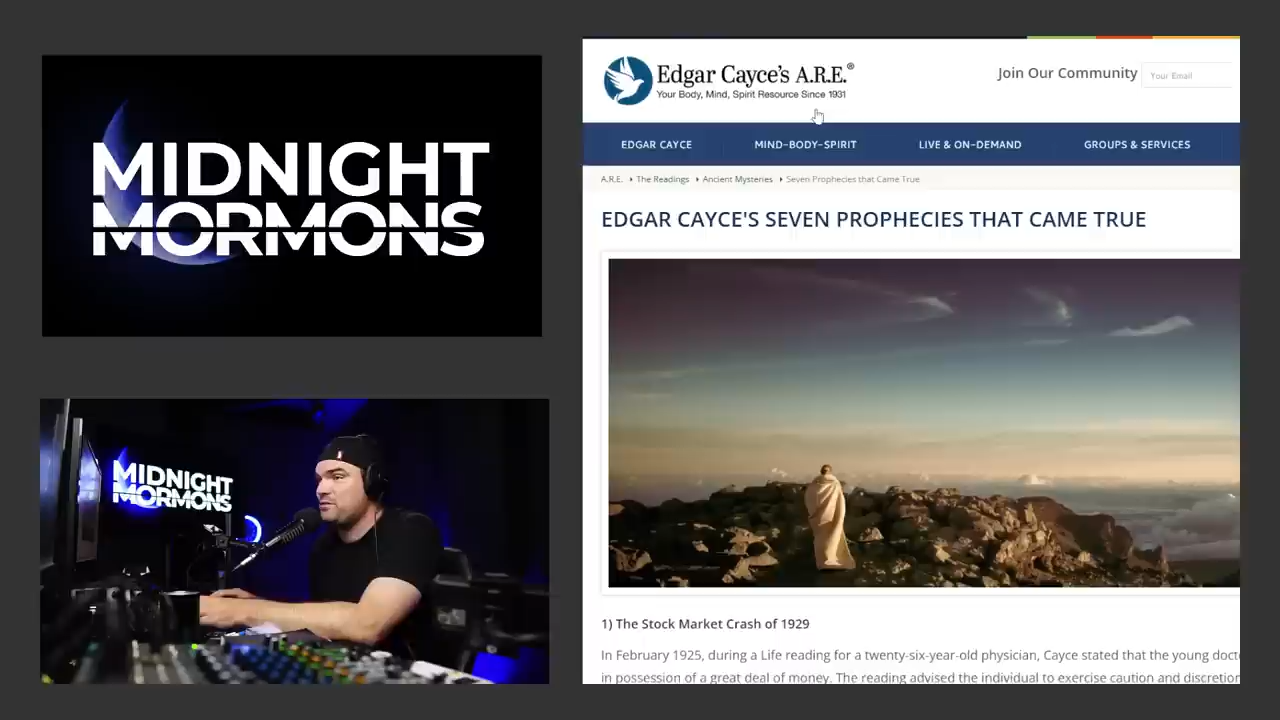 MIDNIGHT
MORMONS
MIDNIGHT
MORMONS
Edgar Cayce's A.R.E.®
Your Body, Mind, Spirit Resource Since 1931
Join Our Community
Your Email
EDGAR CAYCE
MIND-BODY-SPIRIT
LIVE & ON-DEMAND
GROUPS & SERVICES
A.R.E. The Readings Ancient Mysteries Seven Prophecies that Came True
EDGAR CAYCE'S SEVEN PROPHECIES THAT CAME TRUE
1) The Stock Market Crash of 1929
In February 1925, during a Life reading for a twenty-six-year-old physician, Cayce stated that the young docto
in possession of a great deal of money. The reading advised the individual to exercise caution and discretion